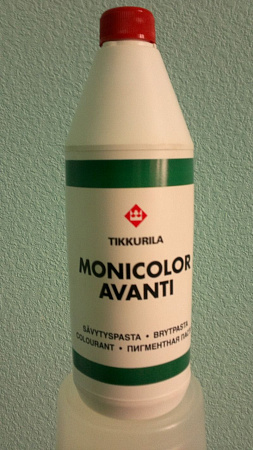 TIKKURILA
MONICOLOR
AVANTI
SÄVYTYSPASTA • BRYTPASTA
COLOURANT • ПИГМЕНТНАЯ